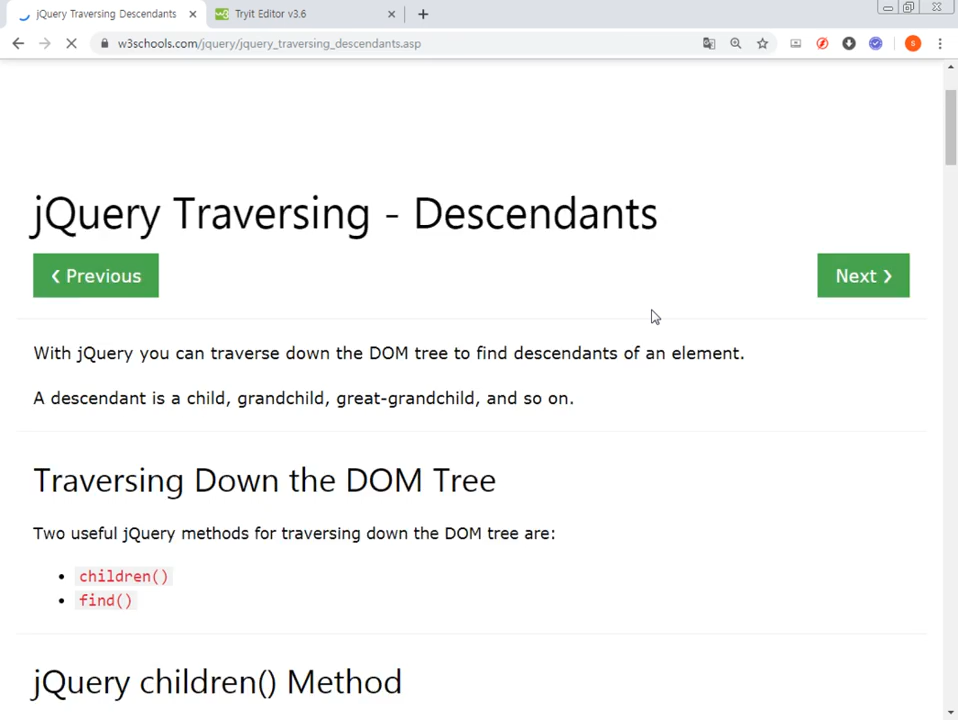 jQuery Traversing Descendants
Tryit Editor v3.6
w3schools.com/jquery/jquery_traversing_descendants.asp
s
jQuery Traversing - Descendants
❮ Previous
Next ❯
With jQuery you can traverse down the DOM tree to find descendants of an element.
A descendant is a child, grandchild, great-grandchild, and so on.
Traversing Down the DOM Tree
Two useful jQuery methods for traversing down the DOM tree are:
• children()
• find()
jQuery children() Method